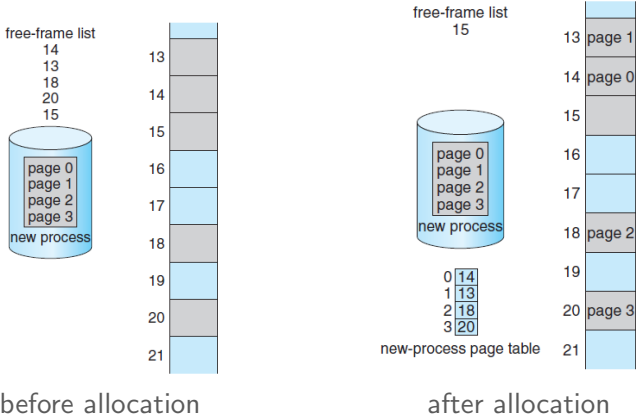 free-frame list
14
13
18
20
15
page 0
page 1
page 2
page 3
new process
13
14
15
16
17
18
19
20
21
before allocation
free-frame list
15
page 0
page 1
page 2
page 3
new process
0 14
1 13
2 18
3 20
new-process page table
13 page 1
14 page 0
15
16
17
18 page 2
19
20 page 3
21
after allocation